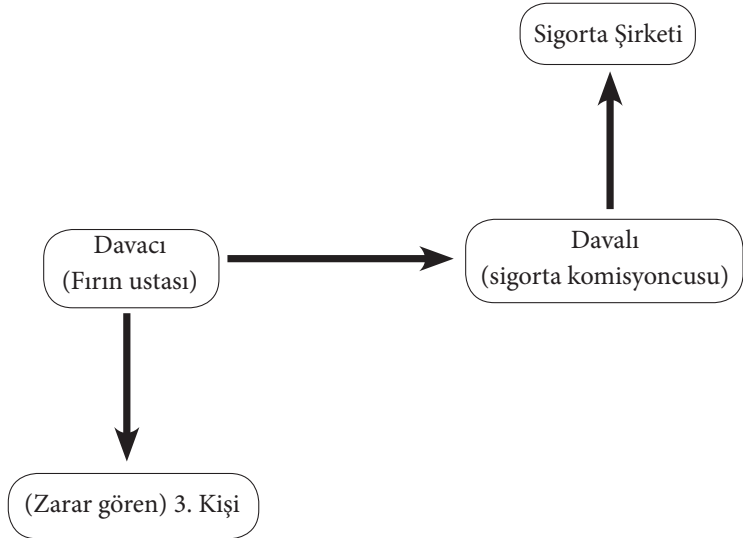 Sigorta Şirketi
Davacı
(Fırın ustası)
Davalı
(sigorta komisyoncusu)
(Zarar gören) 3. Kişi